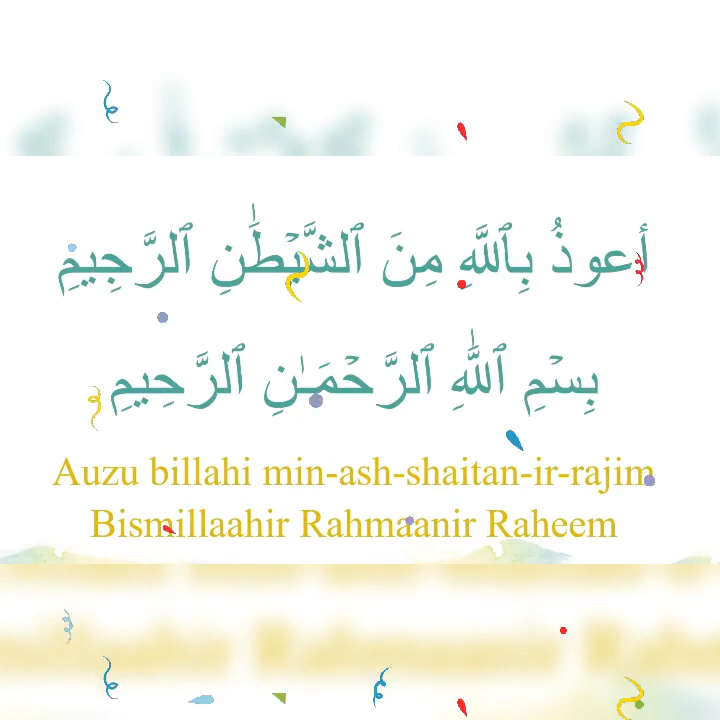 أعوذُ بِٱللَّهِ مِنَ ٱلشَّيۡطَٰنِ ٱلرَّجِيمِ
بِسۡمِ ٱللَّهِ ٱلرَّحۡمَـٰنِ ٱلرَّحِيمِ
Auzu billahi min-ash-shaitan-ir-rajim
Bismillaahir Rahmaanir Raheem